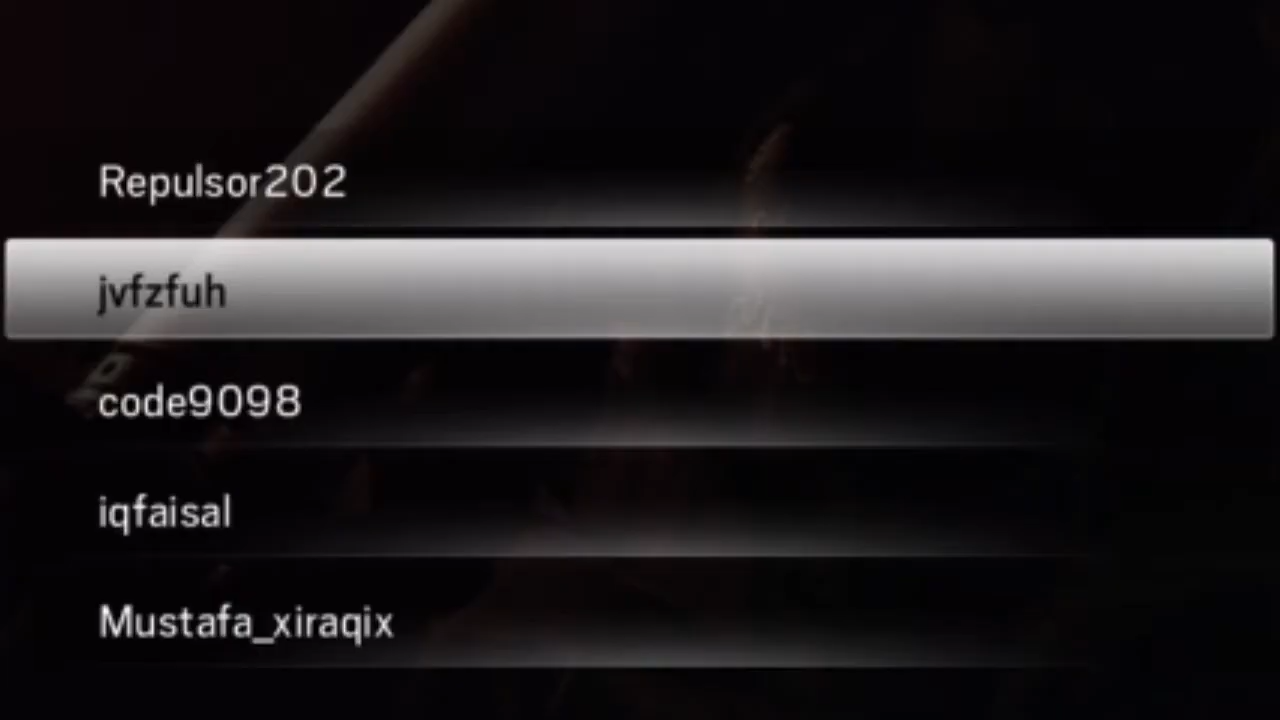 Repulsor202
jvfzfuh
code9098
iqfaisal
Mustafa_xiraqix